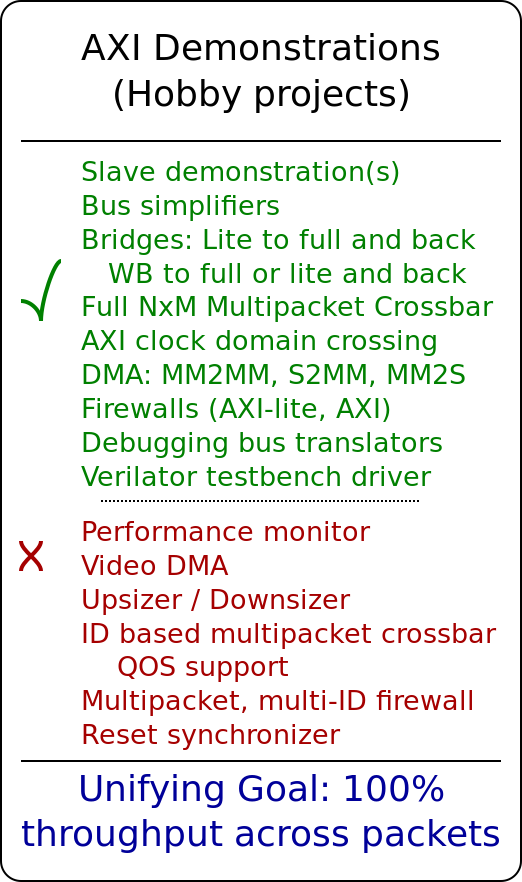 AXI Demonstrations
(Hobby projects)
Slave demonstration(s)
Bus simplifiers
Bridges: Lite to full and back
WB to full or lite and back
Full NxM Multipacket Crossbar
AXI clock domain crossing
DMA: MM2MM, S2MM, MM2S
Firewalls (AXI-lite, AXI)
Debugging bus translators
Verilator testbench driver
Performance monitor
Video DMA
Upsizer / Downsizer
ID based multipacket crossbar
QOS support
Multipacket, multi-ID firewall
Reset synchronizer
Unifying Goal: 100%
throughput across packets